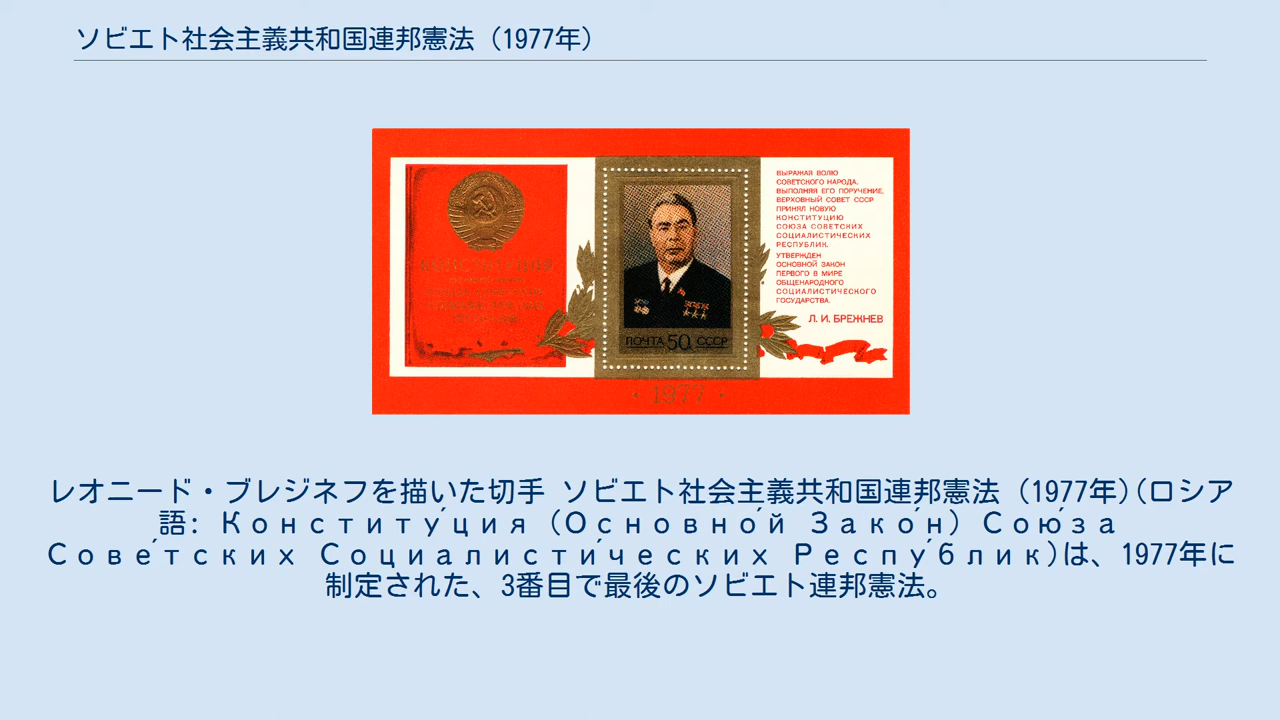 ソビエト社会主義共和国連邦憲法（1977年）
КОНСТИТУЦИЯ
ПОЧТА 50 СССР
• 1977 •
ВЫРАЖАЯ ВОЛЮ
СОВЕТСКОГО НАРОДА,
ВЫПОЛНЯЯ ЕГО ПОРУЧЕНИЕ,
ВЕРХОВНЫЙ СОВЕТ СССР
ПРИНЯЛ НОВУЮ
КОНСТИТУЦИЮ
СОЮЗА СОВЕТСКИХ
СОЦИАЛИСТИЧЕСКИХ
РЕСПУБЛИК.
УТВЕРЖДЕН
ОСНОВНОЙ ЗАКОН
ПЕРВОГО В МИРЕ
ОБЩЕНАРОДНОГО
СОЦИАЛИСТИЧЕСКОГО
ГОСУДАРСТВА.
Л. И. БРЕЖНЕВ
レオニード・ブレジネフを描いた切手 ソビエト社会主義共和国連邦憲法（1977年）(ロシア
語: Конститу́ция (Основно́й Зако́н) Сою́за
Сове́тских Социалисти́ческих Респу́блик)は、1977年に
制定された、3番目で最後のソビエト連邦憲法。